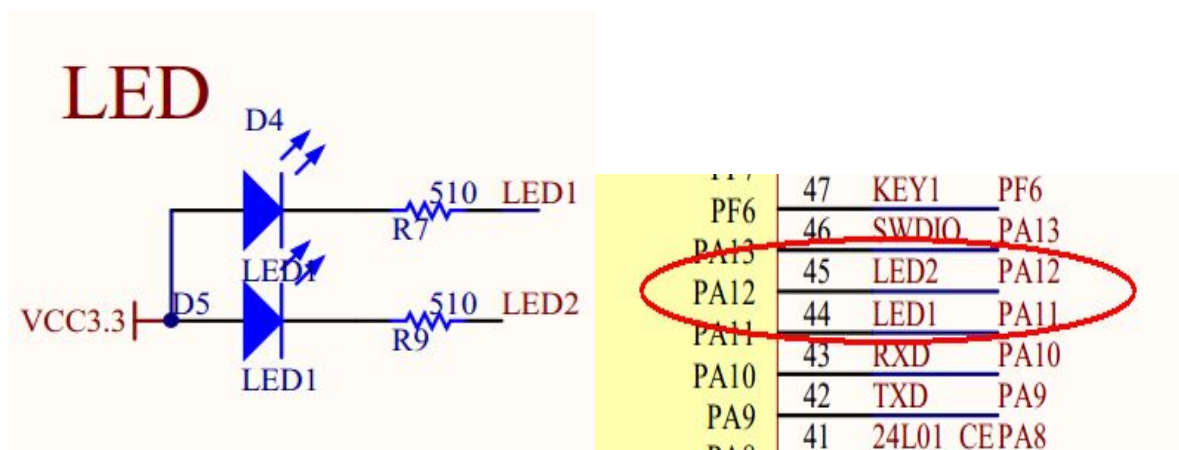 LED
D4
510 LED1
R7
LED1
VCC3.3
D5
510 LED2
R9
LED1
47 KEY1 PF6
PF6
46 SWDIO PA13
PA13
45 LED2 PA12
PA12
44 LED1 PA11
PA11
43 RXD PA10
PA10
42 TXD PA9
PA9
41 24L01 CE PA8